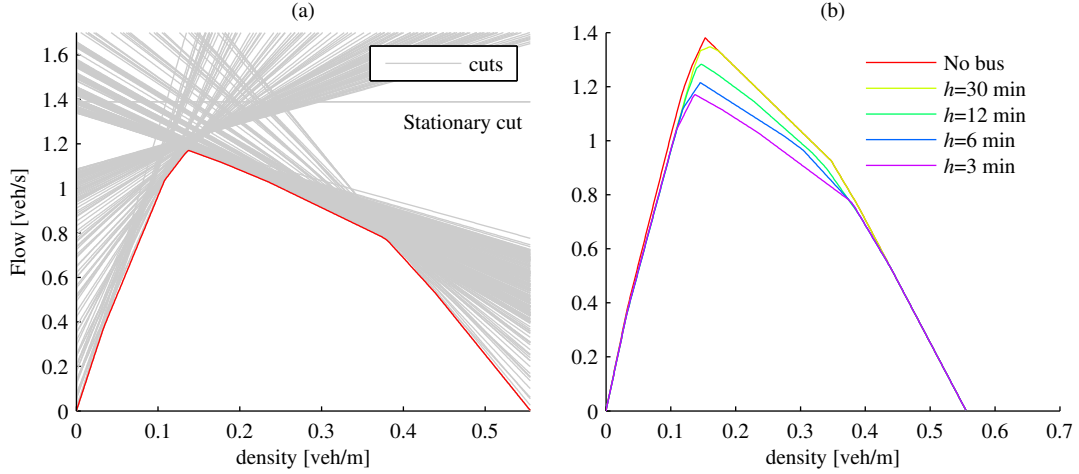 (a)
1.6
1.4
1.2
1
0.8
0.6
0.4
0.2
0
Flow [veh/s]
cuts
Stationary cut
0
0.1
0.2
0.3
0.4
0.5
density [veh/m]
(b)
1.4
1.2
1
0.8
0.6
0.4
0.2
0
No bus
h=30 min
h=12 min
h=6 min
h=3 min
0
0.1
0.2
0.3
0.4
0.5
0.6
0.7
density [veh/m]